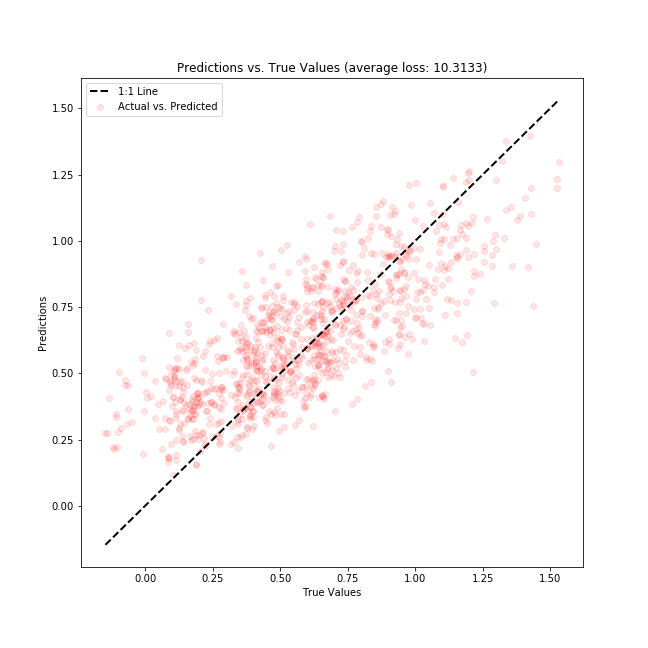 Predictions vs. True Values (average loss: 10.3133)
1:1 Line
Actual vs. Predicted
1.50
1.25
1.00
0.75
0.50
0.25
0.00
Predictions
0.00 0.25 0.50 0.75 1.00 1.25 1.50
True Values